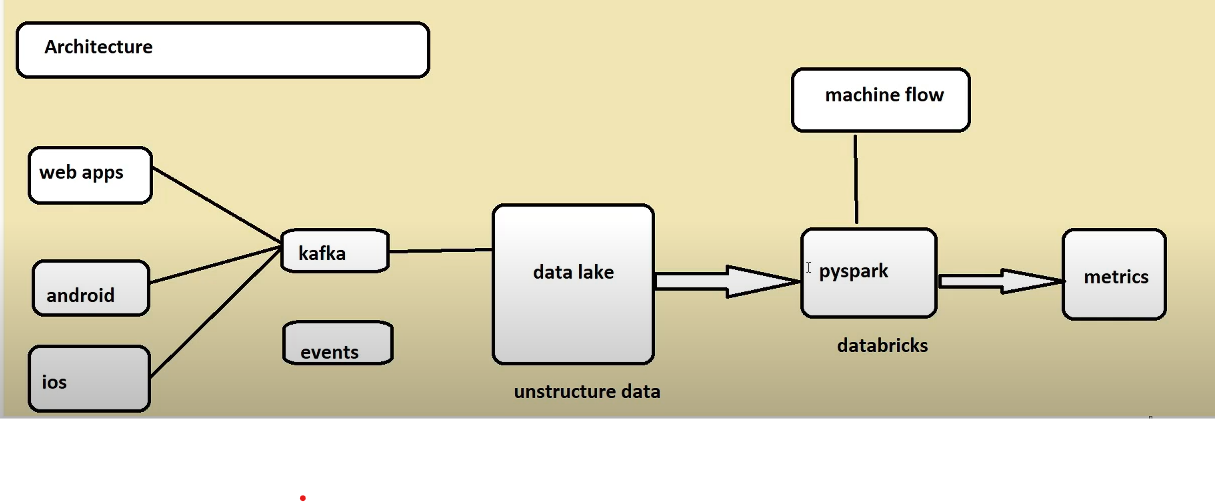 Architecture
machine flow
web apps
kafka
data lake
pyspark
metrics
android
events
databricks
ios
unstructure data